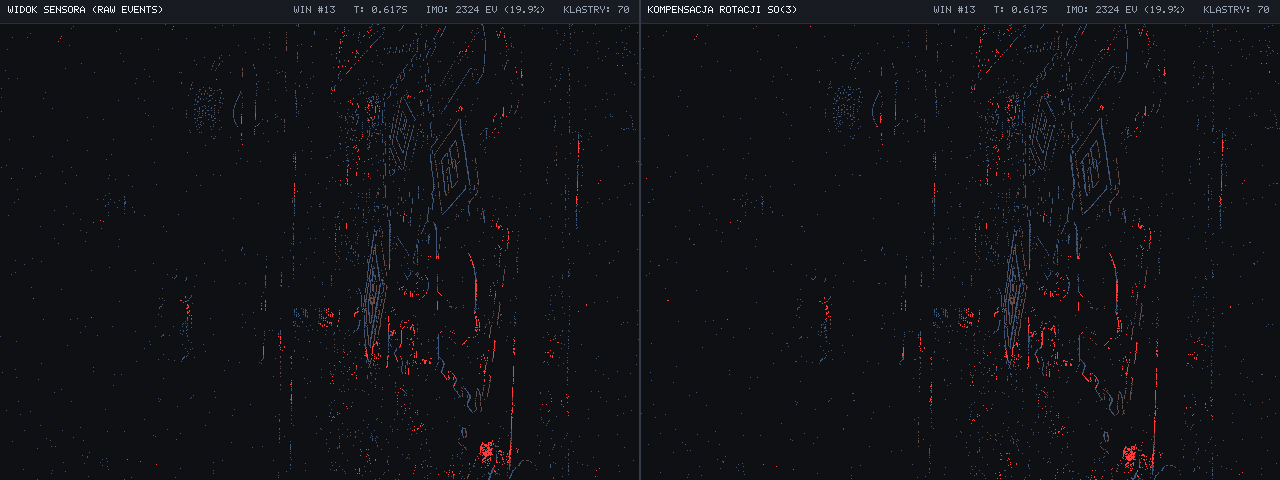 WIDOK SENSORA (RAW EVENTS) WIN #13 T: 0.617S IMO: 2324 EV (19.9%) KLASTRY: 70
KOMPENSACJA ROTACJI SO(3) WIN #13 T: 0.617S IMO: 2324 EV (19.9%) KLASTRY: 70